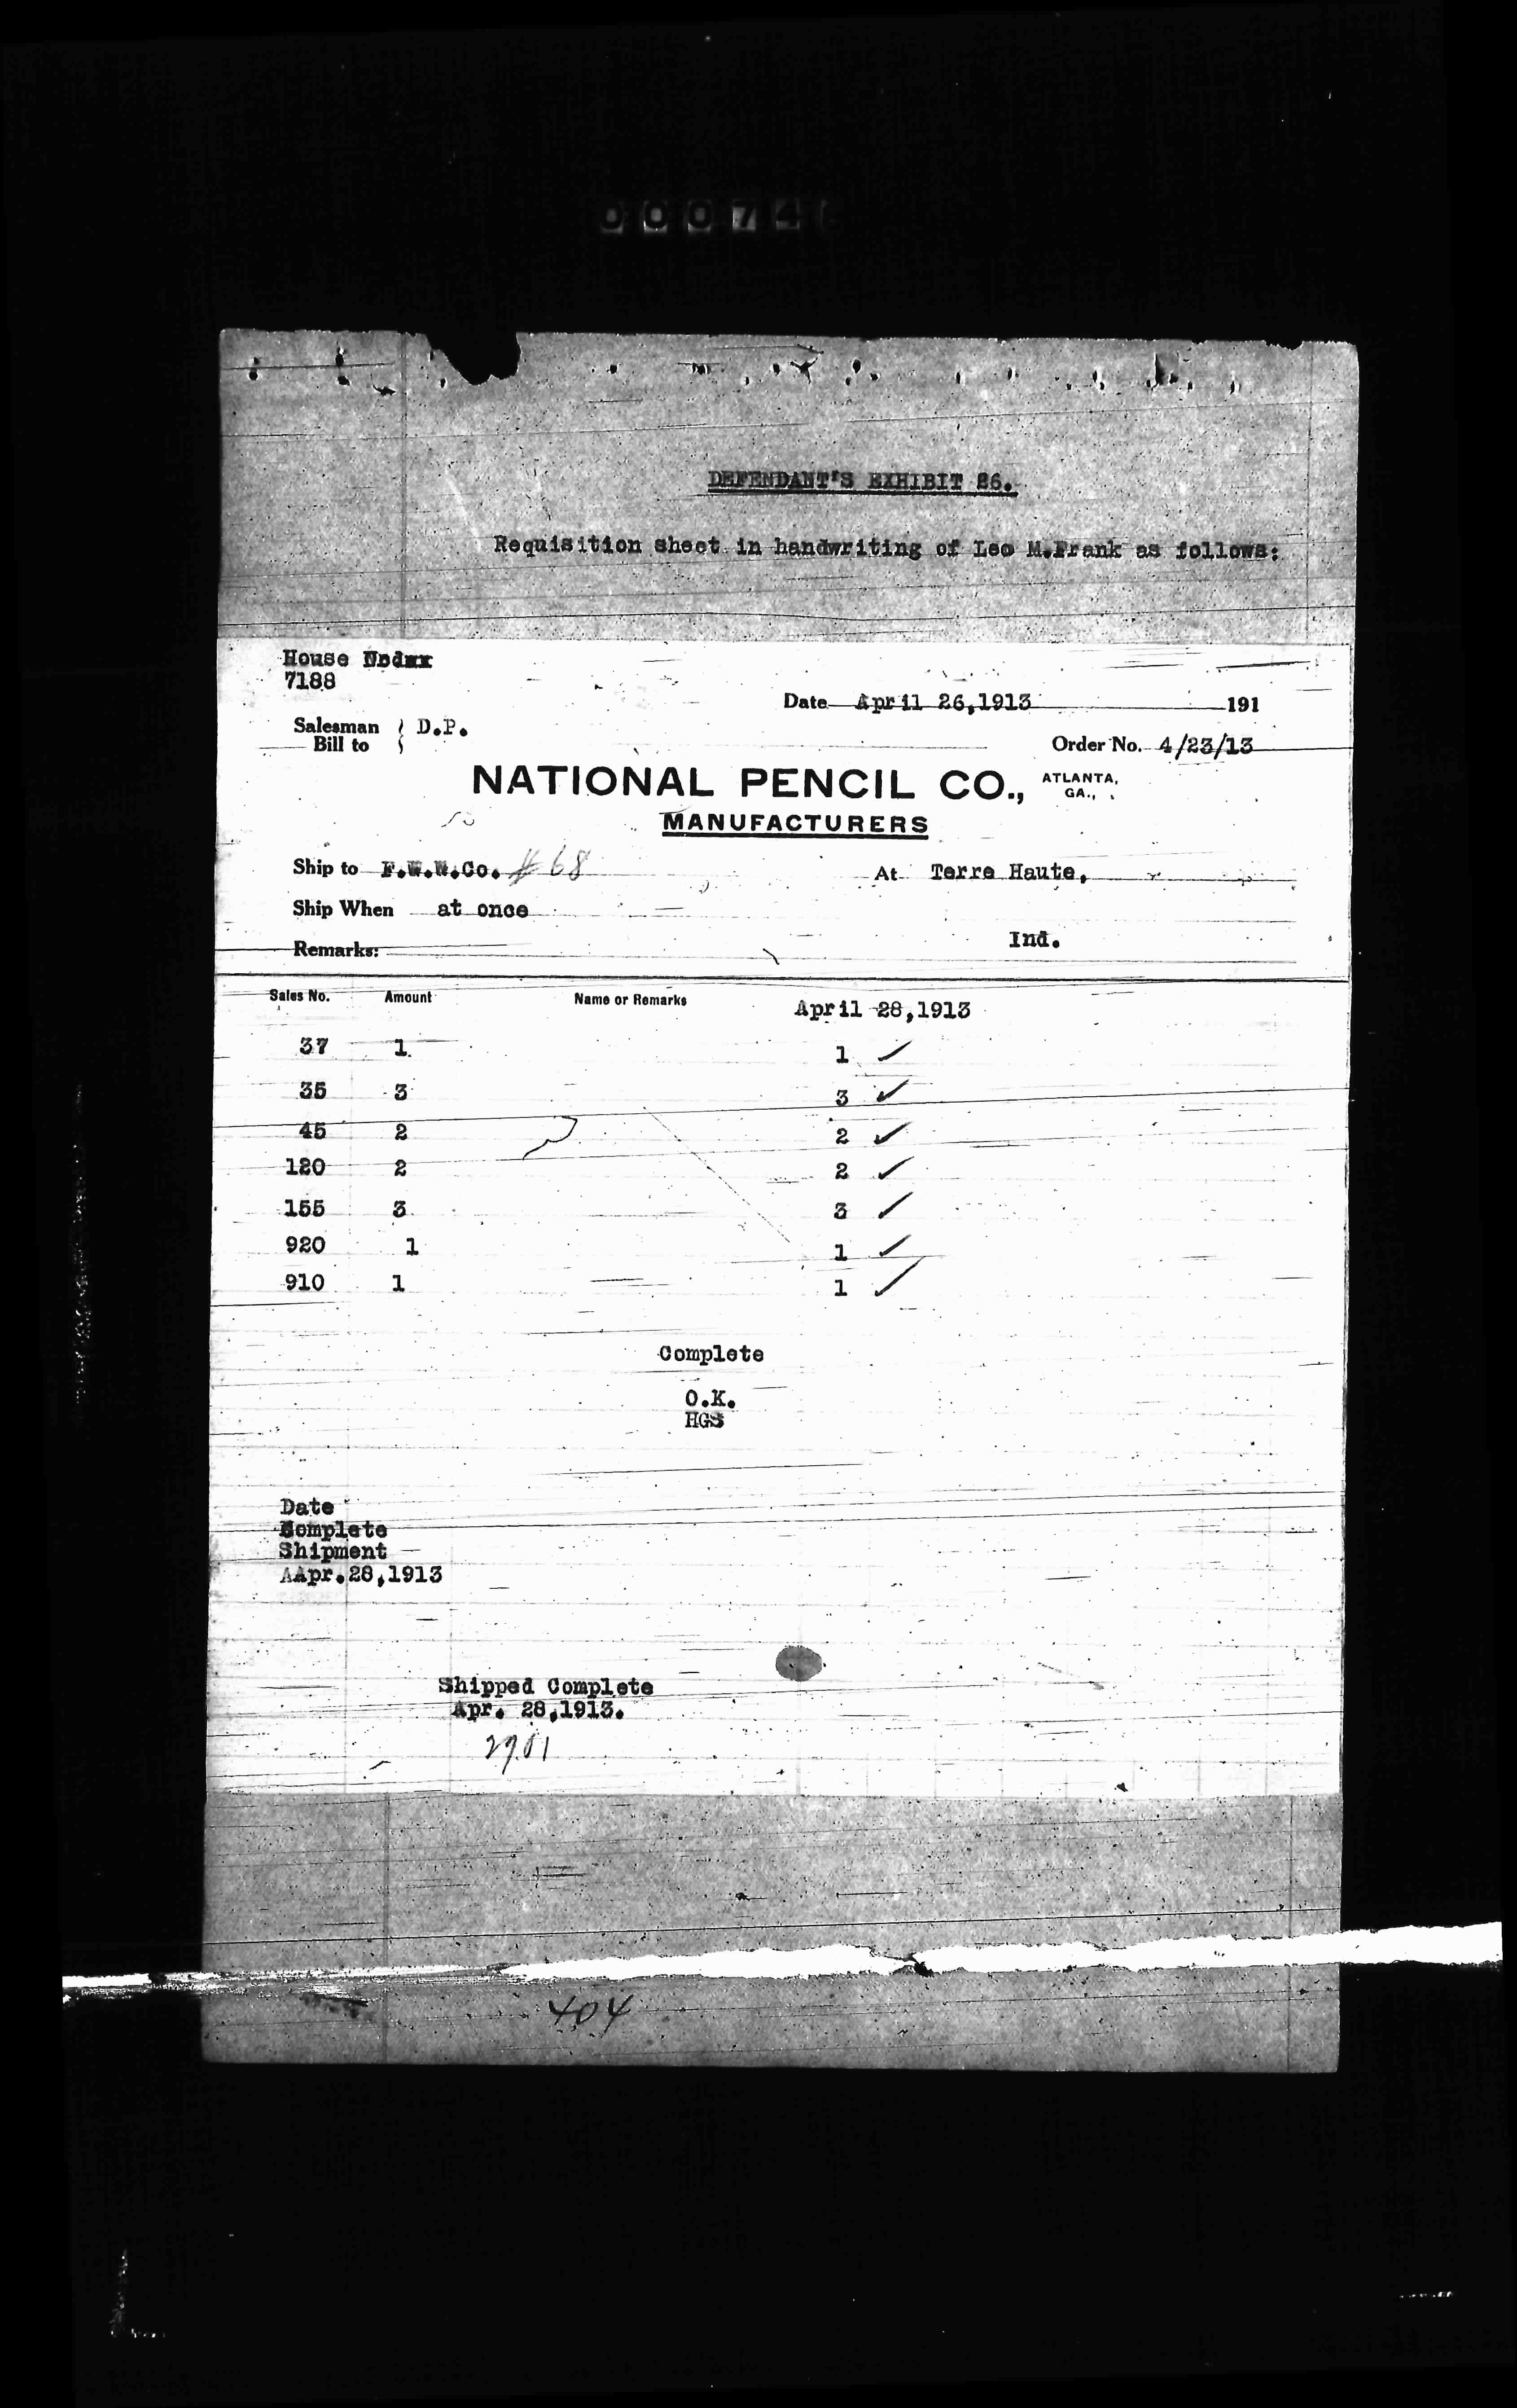 00074
DEFENDANT'S EXHIBIT 26.
Requisition sheet in handwriting of Leo M.Frank as follows:
House
7188
Date April 26,1913 191
Salesman } D.P.
Bill to }
Order No. 4/23/13
NATIONAL PENCIL CO., ATLANTA, GA.,
MANUFACTURERS
Ship to F.W.W.Co. # 68 At Terre Haute,
Ship When at once
Ind.
Remarks:
Sales No. Amount Name or Remarks April 28,1913
37 1 1 ✓
35 3 3 ✓
45 2 2 ✓
120 2 2 ✓
155 3 3 ✓
920 1 1 ✓
910 1 1 ✓
Complete
O.K.
HGS
Date
Complete
Shipment
AApr.28,1913
Shipped Complete
Apr. 28,1913.
2901
404